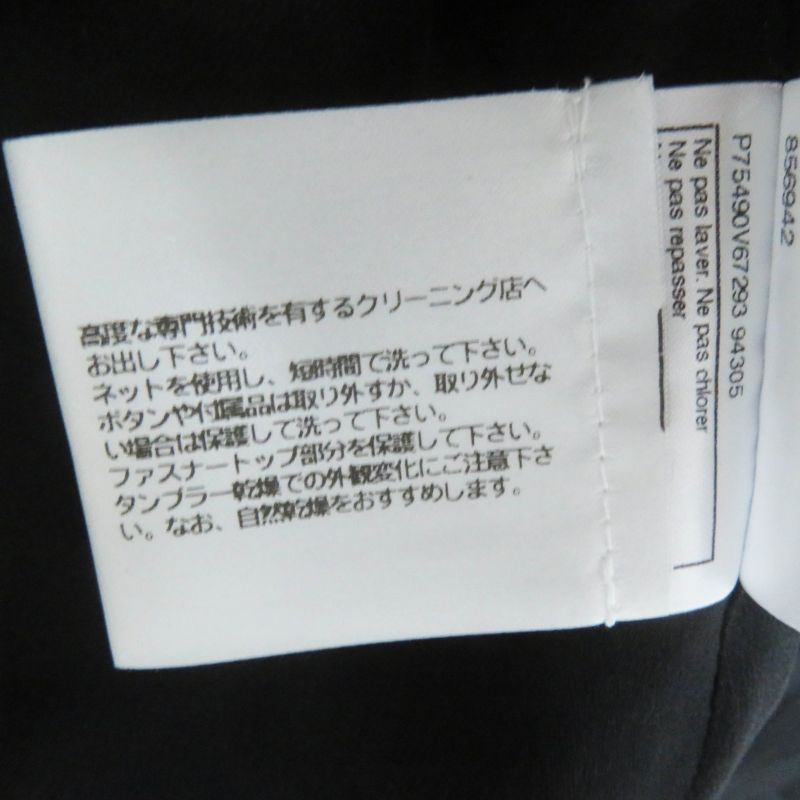 高度な専門技術を有するクリーニング店へ
お出し下さい。
ネットを使用し、短時間で洗って下さい。
ボタンや付属品は取り外すか、取り外せな
い場合は保護して洗って下さい。
ファスナートップ部分を保護して下さい。
タンブラー乾燥での外観変化にご注意下さ
い。なお、自然乾燥をおすすめします。
P75490V67293 94305
Ne pas laver. Ne pas chlorer
Ne pas repasser
856942